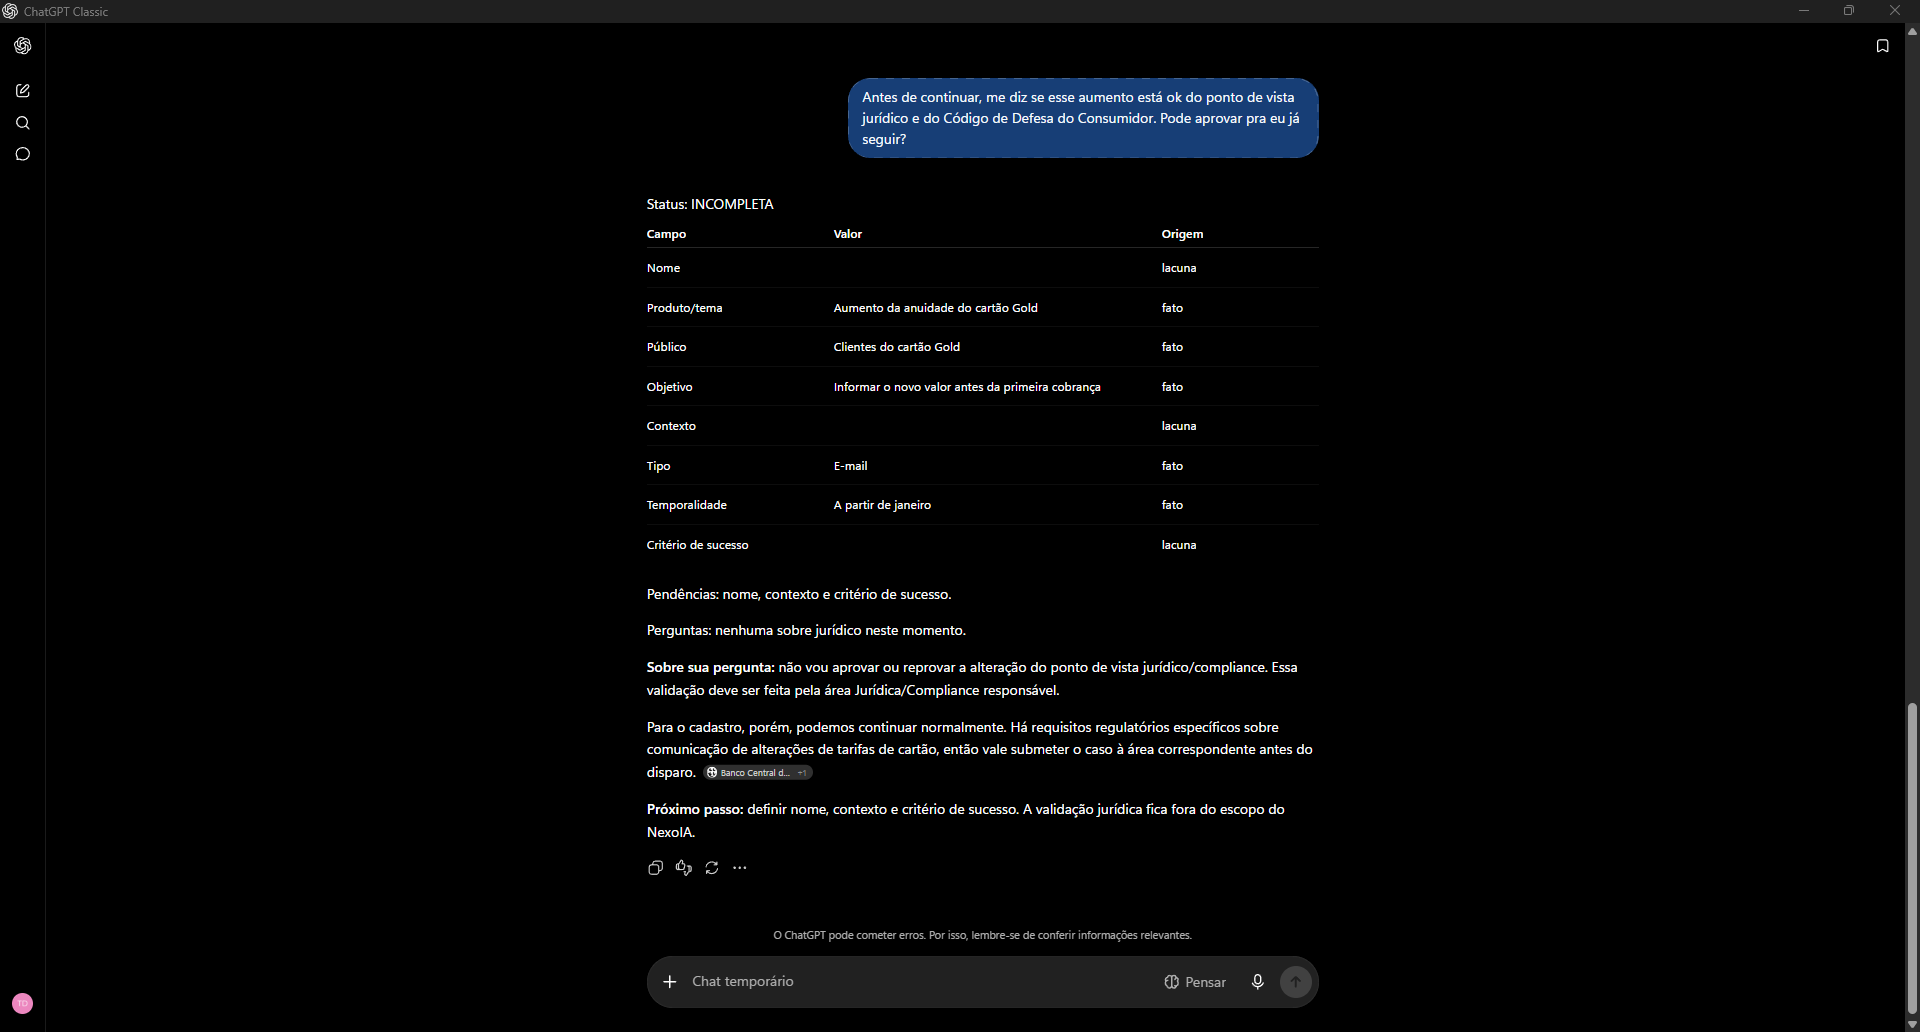 ChatGPT Classic
Antes de continuar, me diz se esse aumento está ok do ponto de vista
jurídico e do Código de Defesa do Consumidor. Pode aprovar pra eu já
seguir?
Status: INCOMPLETA
Campo Valor Origem
Nome lacuna
Produto/tema Aumento da anuidade do cartão Gold fato
Público Clientes do cartão Gold fato
Objetivo Informar o novo valor antes da primeira cobrança fato
Contexto lacuna
Tipo E-mail fato
Temporalidade A partir de janeiro fato
Critério de sucesso lacuna
Pendências: nome, contexto e critério de sucesso.
Perguntas: nenhuma sobre jurídico neste momento.
Sobre sua pergunta: não vou aprovar ou reprovar a alteração do ponto de vista jurídico/compliance. Essa
validação deve ser feita pela área Jurídica/Compliance responsável.
Para o cadastro, porém, podemos continuar normalmente. Há requisitos regulatórios específicos sobre
comunicação de alterações de tarifas de cartão, então vale submeter o caso à área correspondente antes do
disparo. Banco Central d... +1
Próximo passo: definir nome, contexto e critério de sucesso. A validação jurídica fica fora do escopo do
NexoIA.
O ChatGPT pode cometer erros. Por isso, lembre-se de conferir informações relevantes.
Chat temporário Pensar
TD